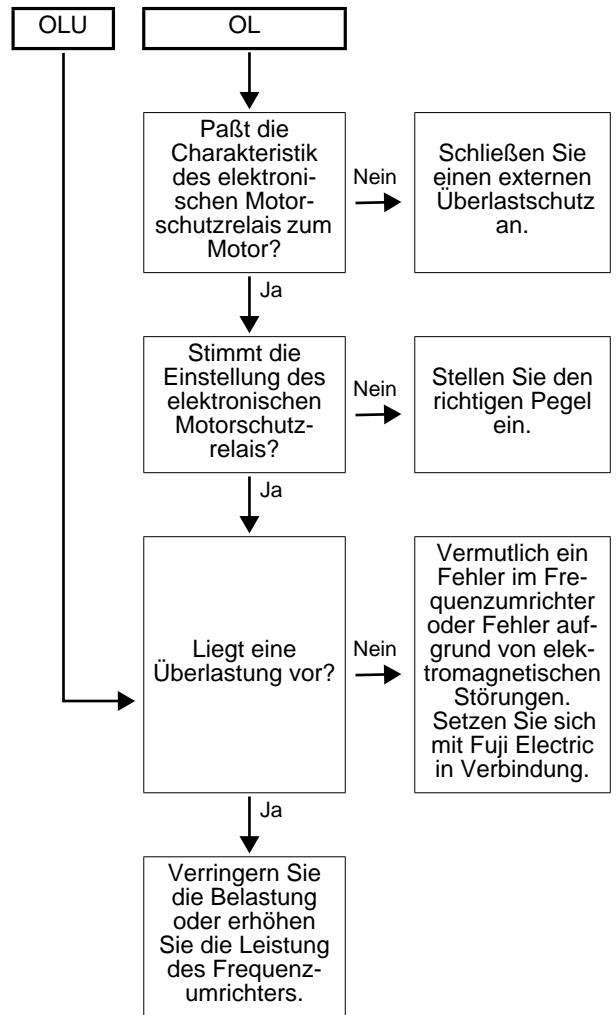 OLU
OL
Paßt die
Charakteristik
des elektroni-
schen Motor-
schutzrelais zum
Motor?
Nein
Schließen Sie
einen externen
Überlastschutz
an.
Ja
Stimmt die
Einstellung des
elektronischen
Motorschutz-
relais?
Nein
Stellen Sie den
richtigen Pegel
ein.
Ja
Liegt eine
Überlastung vor?
Nein
Vermutlich ein
Fehler im Fre-
quenzumrichter
oder Fehler auf-
grund von elek-
tromagnetischen
Störungen.
Setzen Sie sich
mit Fuji Electric
in Verbindung.
Ja
Verringern Sie
die Belastung
oder erhöhen
Sie die Leistung
des Frequenz-
umrichters.